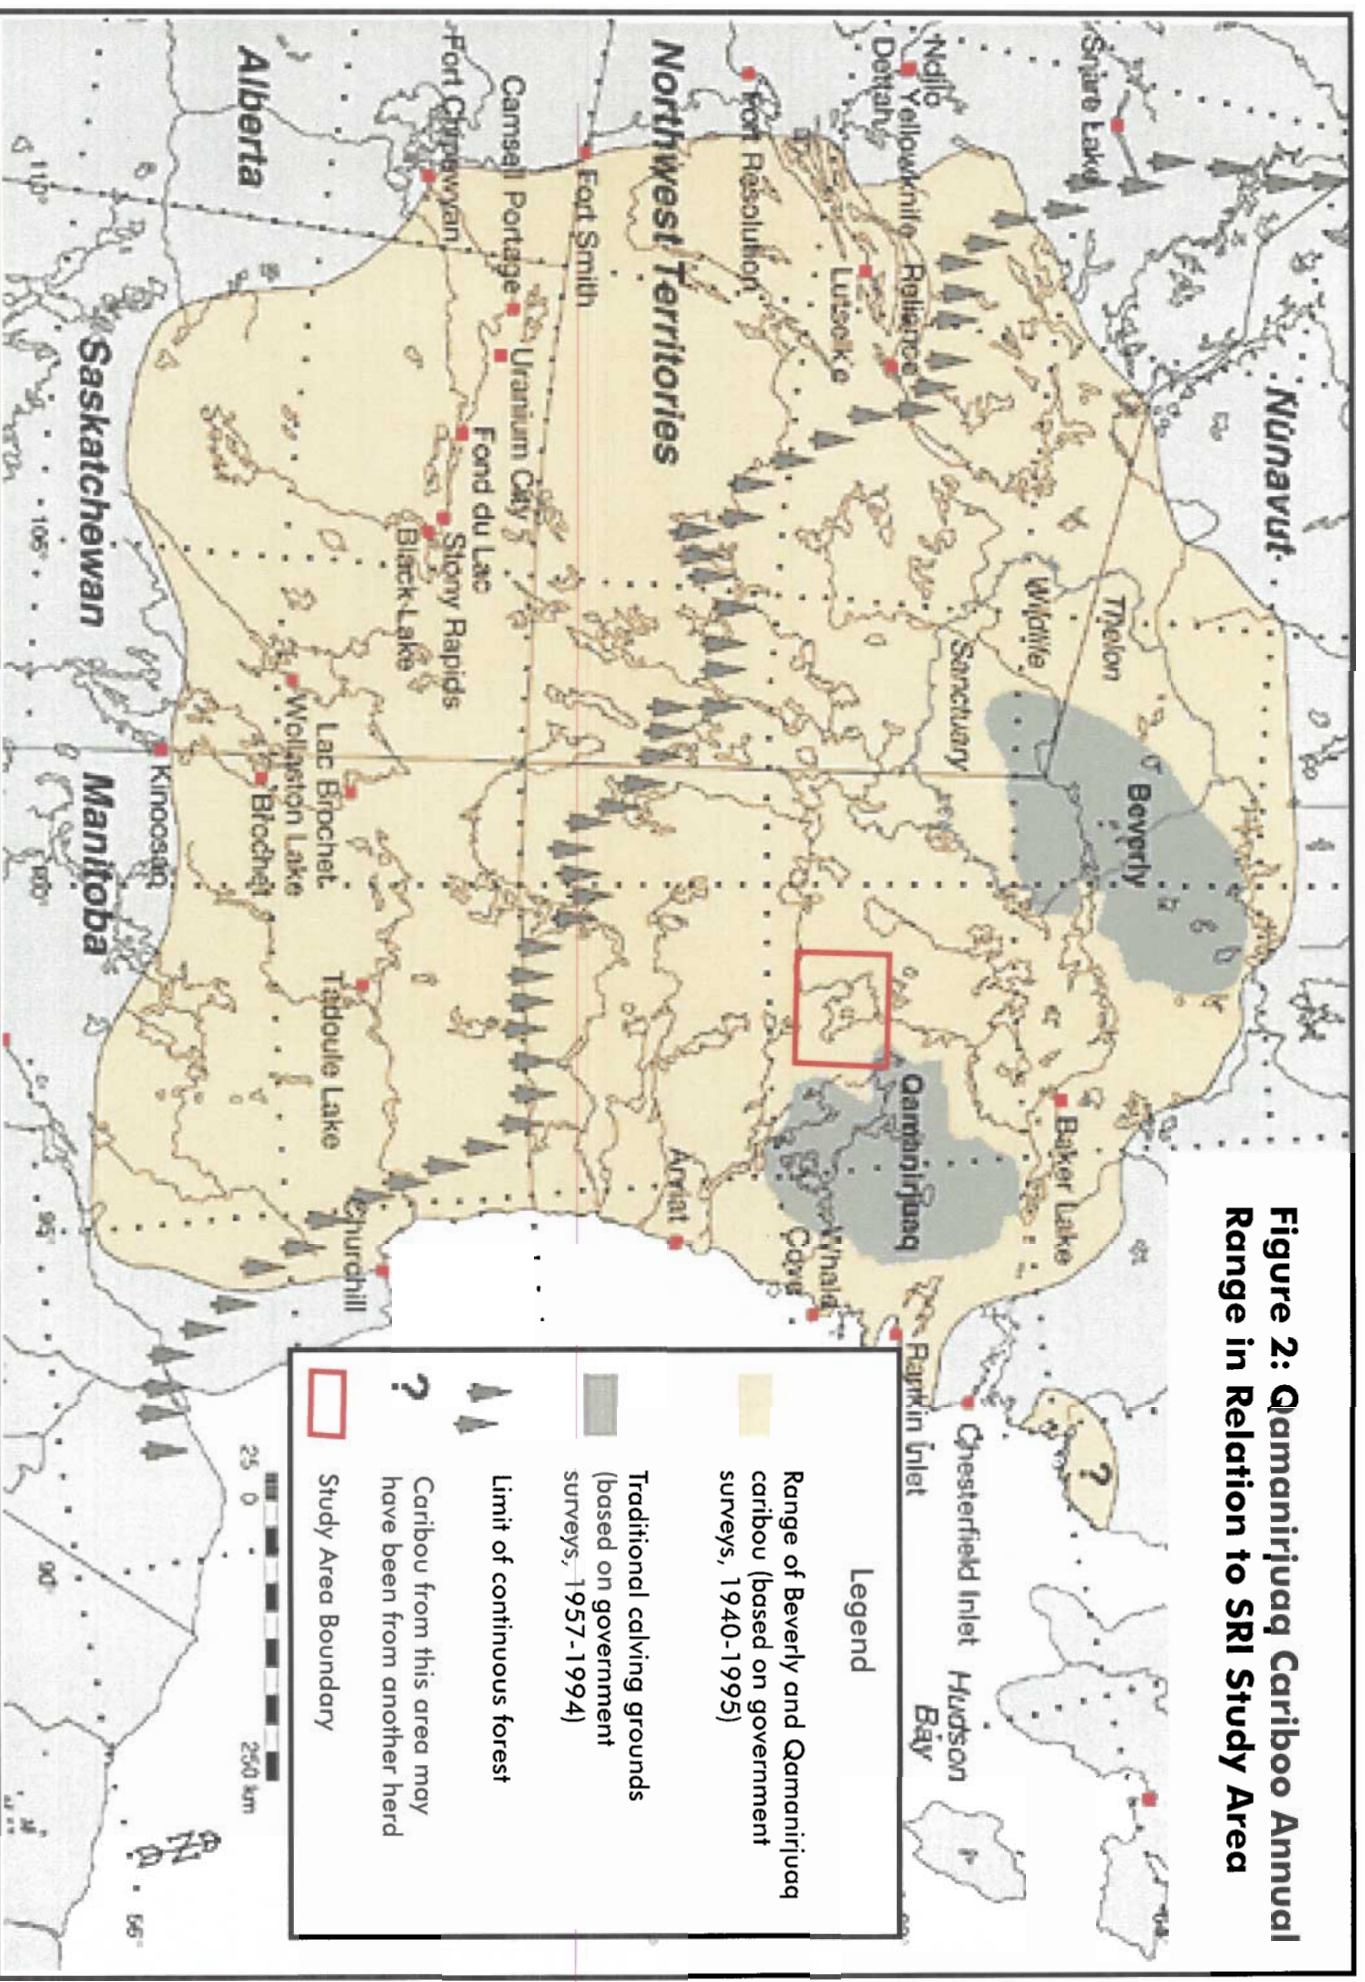 Figure 2: Qamanirjuaq Cariboo Annual
Range in Relation to SRI Study Area
Nunavut
Snare Lake
Ndilo
Yellowknife
Dettah
Reliance
Lutselk'e
Fort Resolution
Northwest Territories
Fort Smith
Camsell Portage
Uranium City
Fort Chipewyan
Fond du Lac
Stony Rapids
Black Lake
Alberta
Saskatchewan
Manitoba
Wollaston Lake
Lac Brochet
Brochet
Kinoosao
Tadoule Lake
Churchill
Thelon
Wildlife
Sanctuary
Beverly
Qamanirjuaq
Baker Lake
Arviat
Whale
Cove
Rankin Inlet
Chesterfield Inlet
Hudson
Bay
?
110°
105°
100°
95°
90°
56°
Legend
Range of Beverly and Qamanirjuaq
caribou (based on government
surveys, 1940-1995)
Traditional calving grounds
(based on government
surveys, 1957-1994)
Limit of continuous forest
?
Caribou from this area may
have been from another herd
Study Area Boundary
25 0 250 km
N